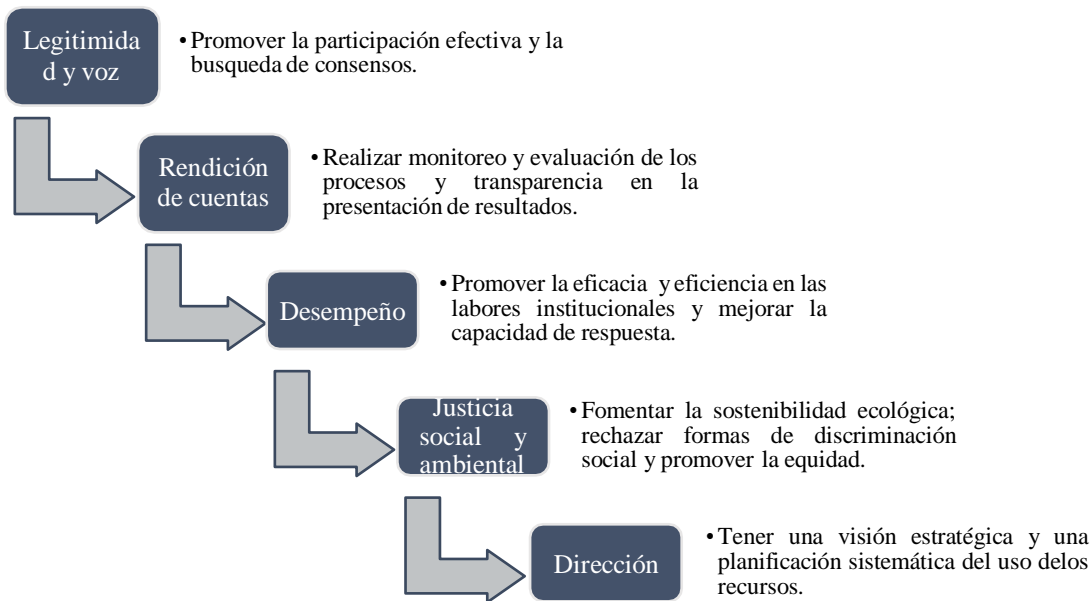 Legitimida
d y voz
• Promover la participación efectiva y la
busqueda de consensos.
Rendición
de cuentas
• Realizar monitoreo y evaluación de los
procesos y transparencia en la
presentación de resultados.
Desempeño
• Promover la eficacia y eficiencia en las
labores institucionales y mejorar la
capacidad de respuesta.
Justicia
social y
ambiental
• Fomentar la sostenibilidad ecológica;
rechazar formas de discriminación
social y promover la equidad.
Dirección
• Tener una visión estratégica y una
planificación sistemática del uso delos
recursos.